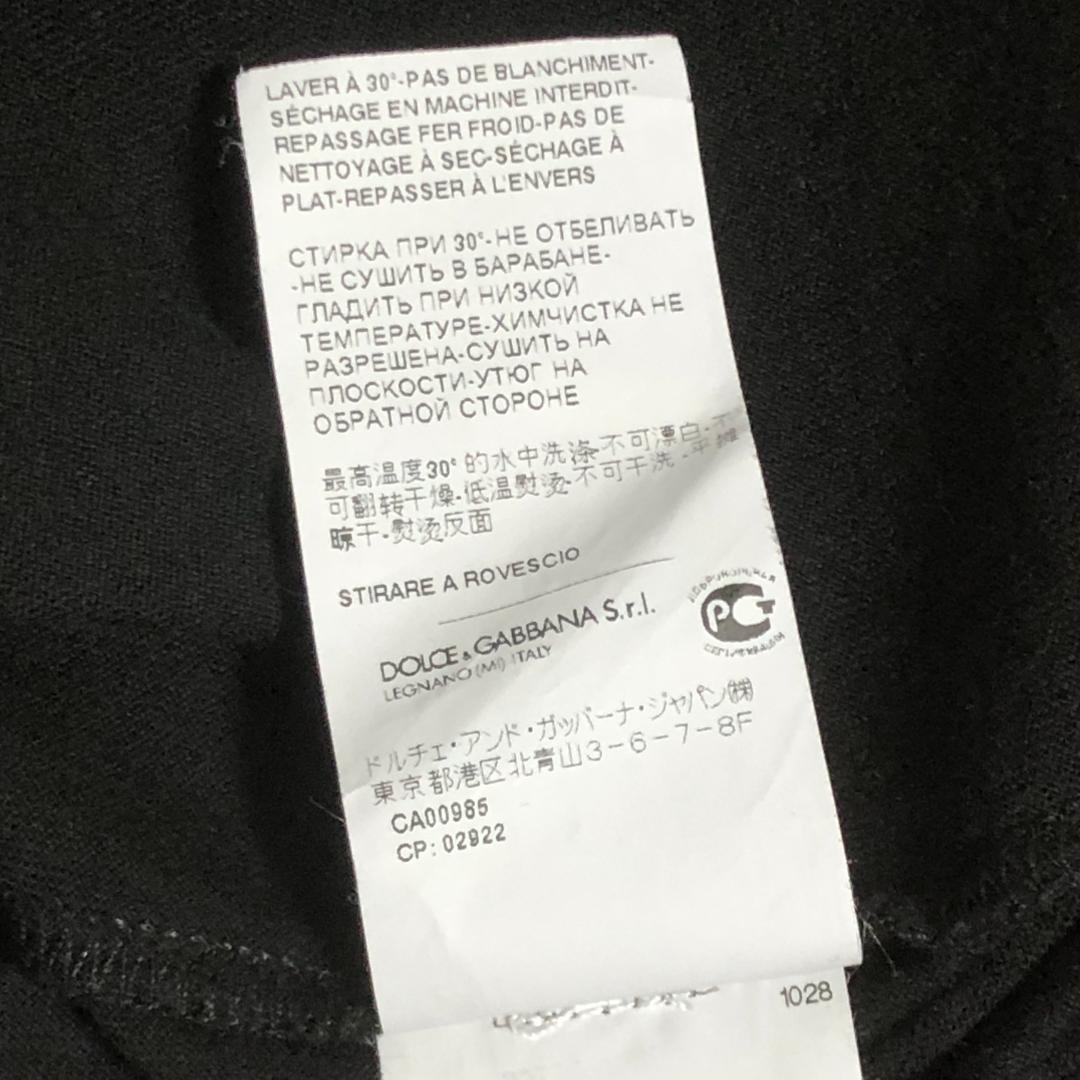 LAVER À 30°-PAS DE BLANCHIMENT-
SÉCHAGE EN MACHINE INTERDIT-
REPASSAGE FER FROID-PAS DE
NETTOYAGE À SEC-SÉCHAGE À
PLAT-REPASSER À L'ENVERS
СТИРКА ПРИ 30°-НЕ ОТБЕЛИВАТЬ
-НЕ СУШИТЬ В БАРАБАНЕ-
ГЛАДИТЬ ПРИ НИЗКОЙ
ТЕМПЕРАТУРЕ-ХИМЧИСТКА НЕ
РАЗРЕШЕНА-СУШИТЬ НА
ПЛОСКОСТИ-УТЮГ НА
ОБРАТНОЙ СТОРОНЕ
最高温度30°的水中洗涤-不可漂白-不
可翻转干燥-低温熨烫-不可干洗-平摊
晾干-熨烫反面
STIRARE A ROVESCIO
DOLCE & GABBANA S.r.l.
LEGNANO (MI) ITALY
РСТ
ドルチェ・アンド・ガッバーナ・ジャパン㈱
東京都港区北青山3-6-7-8F
CA00985
CP: 02922
1028